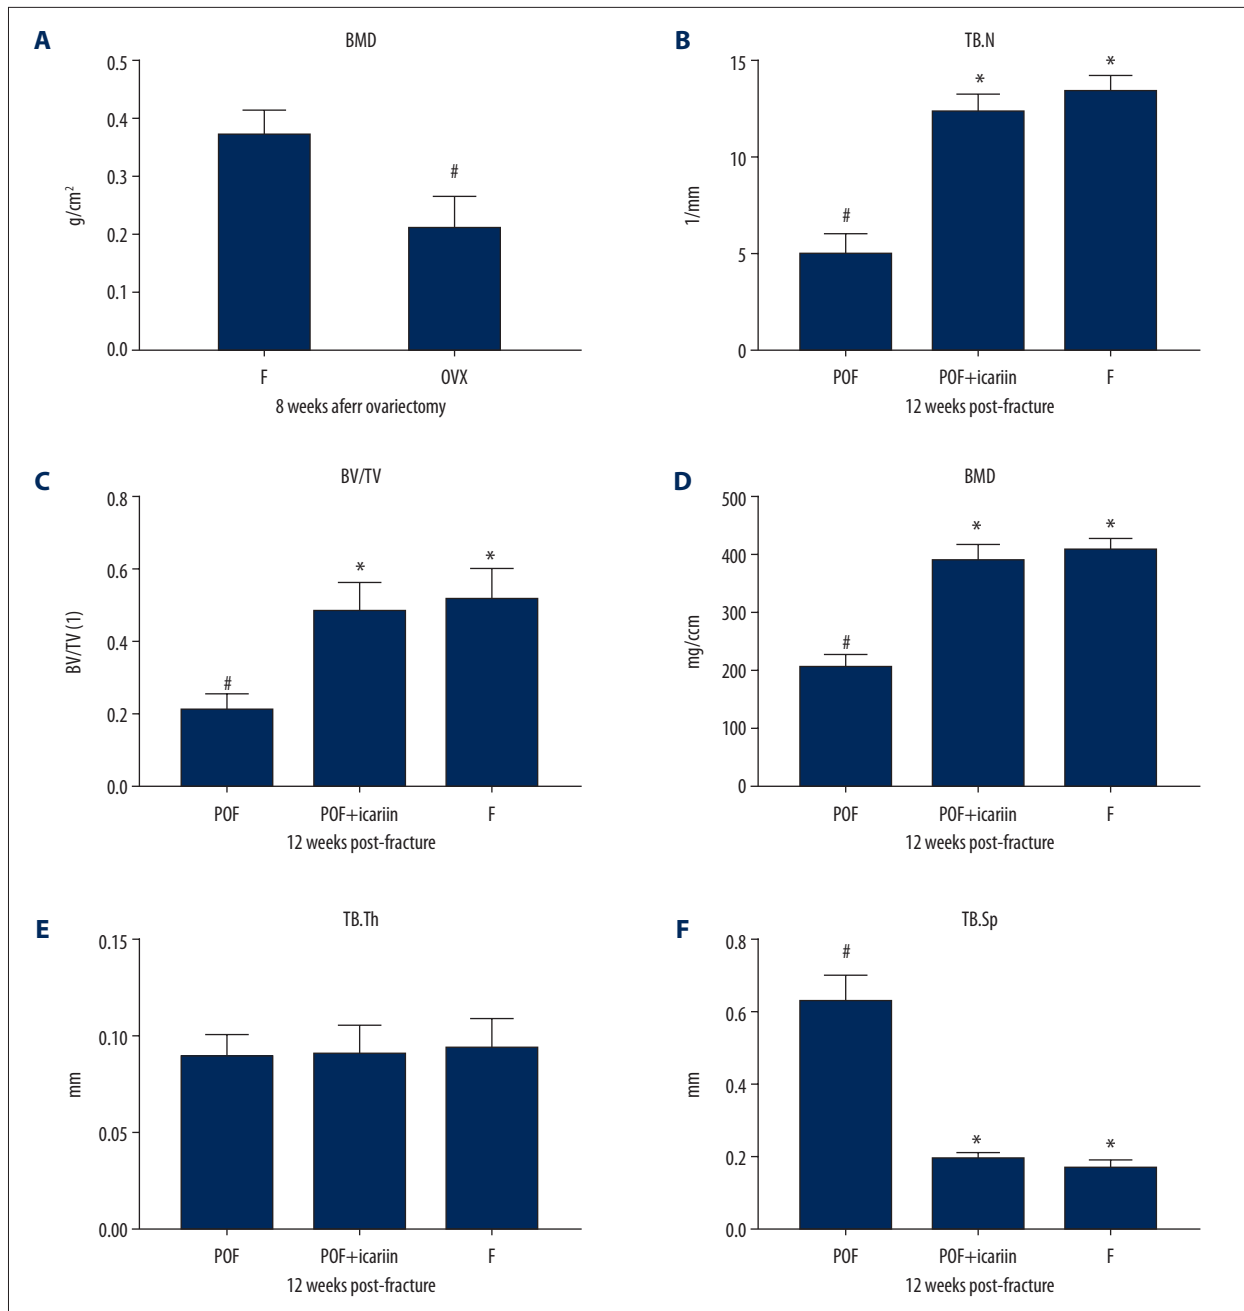 A
BMD
0.5
0.4
0.3
0.2
0.1
0.0
g/cm²
#
F OVX
8 weeks aferr ovariectomy
B
TB.N
15
10
5
0
1/mm
# * *
POF POF+icariin F
12 weeks post-fracture
C
BV/TV
0.8
0.6
0.4
0.2
0.0
BV/TV (1)
# * *
POF POF+icariin F
12 weeks post-fracture
D
BMD
500
400
300
200
100
0
mg/ccm
# * *
POF POF+icariin F
12 weeks post-fracture
E
TB.Th
0.15
0.10
0.05
0.00
mm
POF POF+icariin F
12 weeks post-fracture
F
TB.Sp
0.8
0.6
0.4
0.2
0.0
mm
# * *
POF POF+icariin F
12 weeks post-fracture